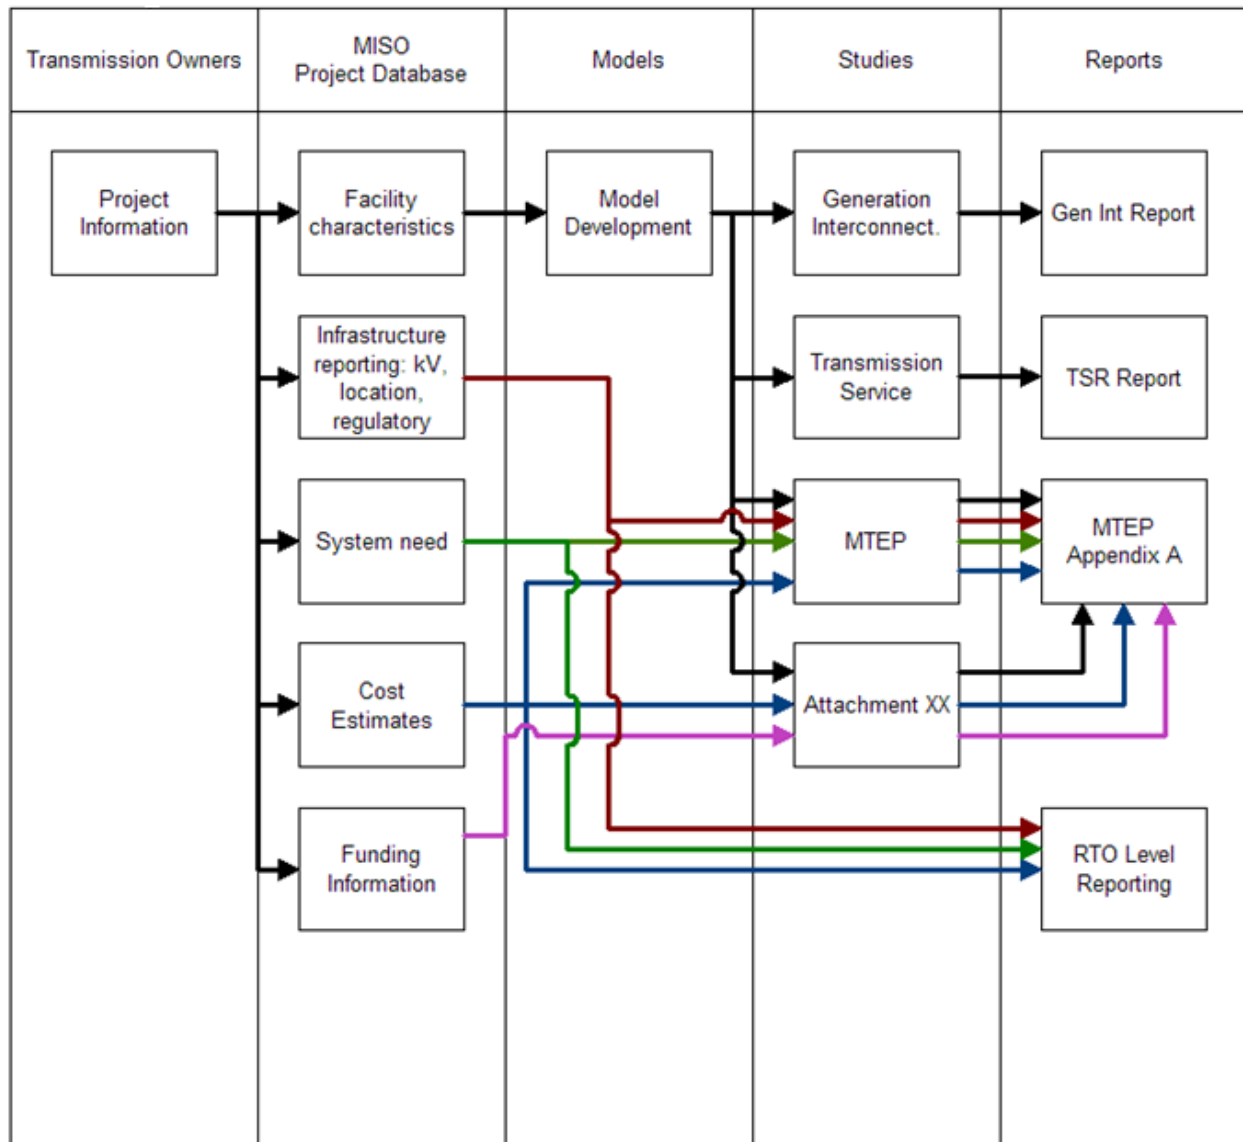 Transmission Owners
MISO
Project Database
Models
Studies
Reports
Project
Information
Facility
characteristics
Model
Development
Generation
Interconnect.
Gen Int Report
Infrastructure
reporting: kV,
location,
regulatory
Transmission
Service
TSR Report
System need
MTEP
MTEP
Appendix A
Cost
Estimates
Attachment XX
Funding
Information
RTO Level
Reporting